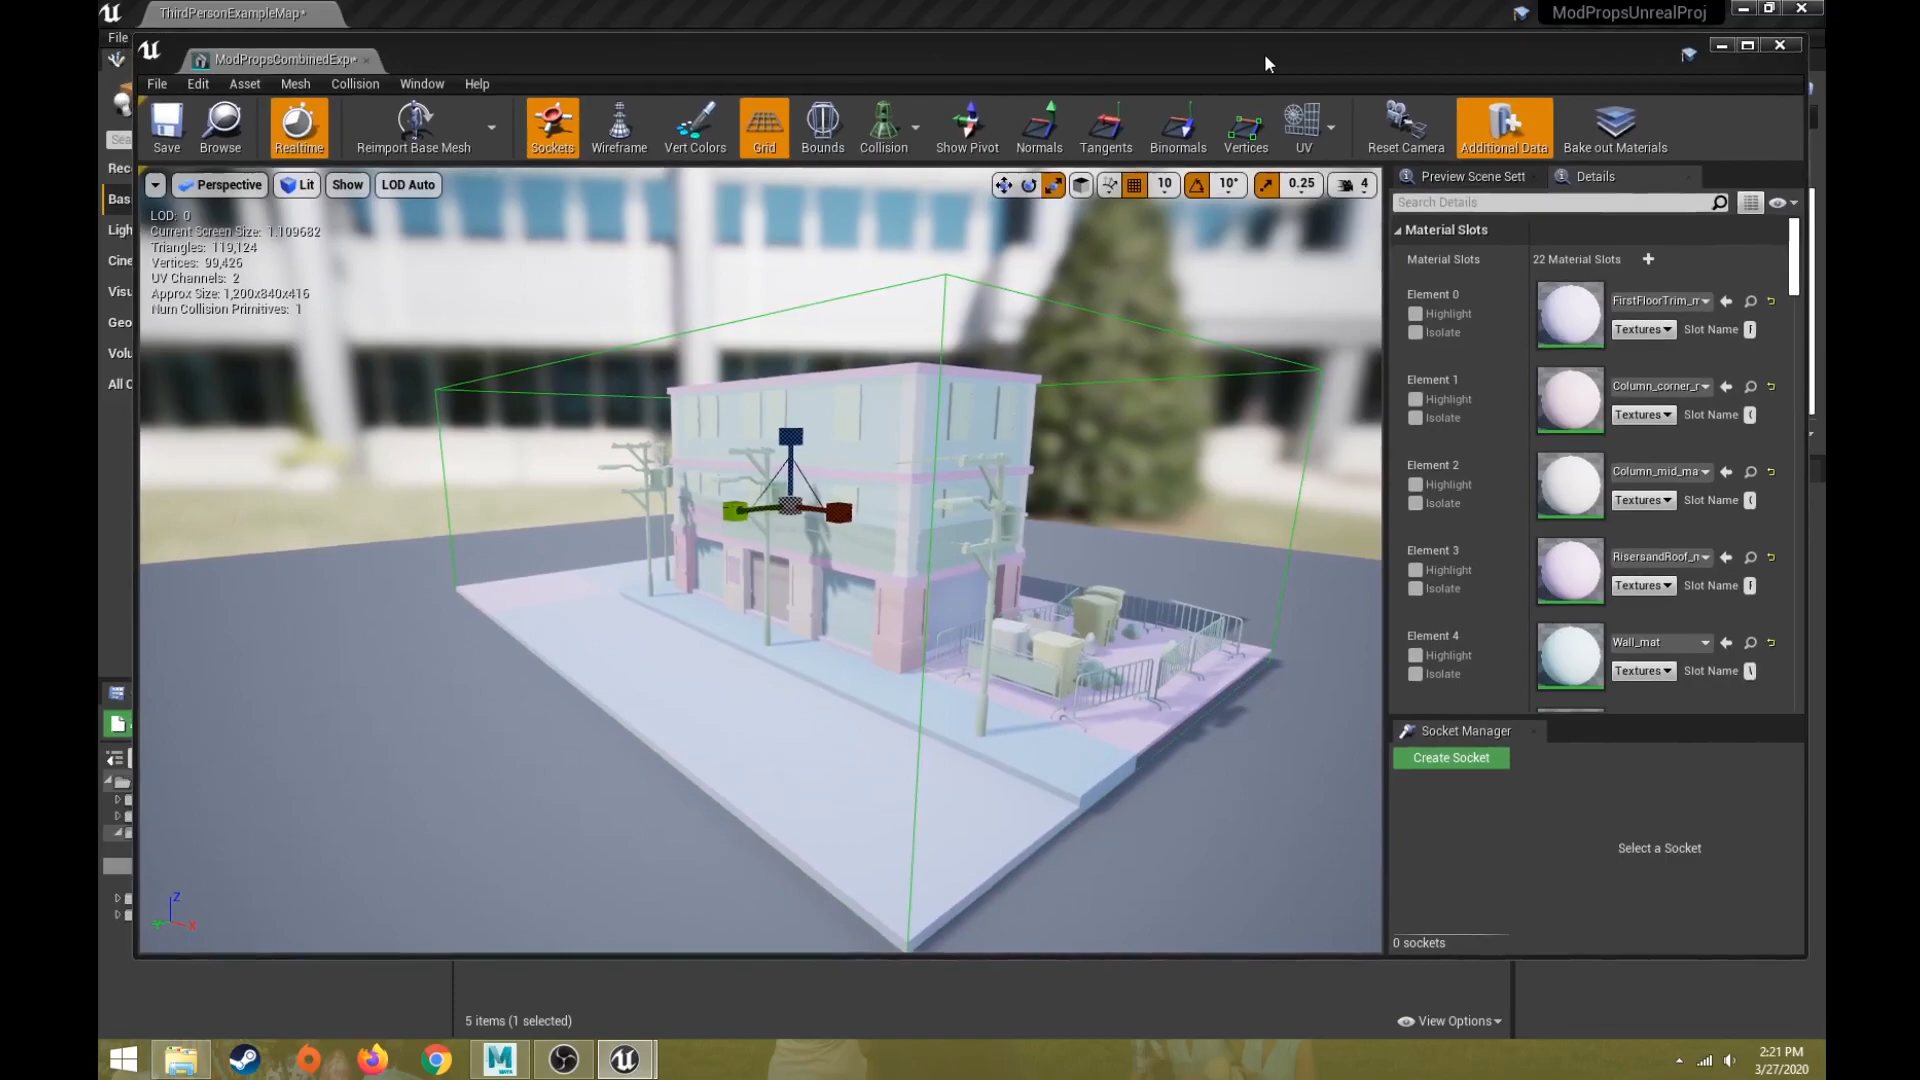 ThirdPersonExampleMap*
ModPropsUnrealProj
File
ModPropsCombinedExp*
File Edit Asset Mesh Collision Window Help
Save Browse Realtime Reimport Base Mesh Sockets Wireframe Vert Colors Grid Bounds Collision Show Pivot Normals Tangents Binormals Vertices UV Reset Camera Additional Data Bake out Materials
Sea
Rec
Bas
Ligh
Cine
Visu
Geo
Volu
All C
Perspective Lit Show LOD Auto 10 10° 0.25 4
LOD: 0
Current Screen Size: 1.109682
Triangles: 119,124
Vertices: 99,426
UV Channels: 2
Approx Size: 1,200x840x416
Num Collision Primitives: 1
Z
X
Preview Scene Sett Details
Search Details
Material Slots
Material Slots 22 Material Slots
Element 0
Highlight
Isolate
FirstFloorTrim_m
Textures Slot Name
Element 1
Highlight
Isolate
Column_corner_r
Textures Slot Name
Element 2
Highlight
Isolate
Column_mid_ma
Textures Slot Name
Element 3
Highlight
Isolate
RisersandRoof_n
Textures Slot Name
Element 4
Highlight
Isolate
Wall_mat
Textures Slot Name
Socket Manager
Create Socket
Select a Socket
0 sockets
5 items (1 selected)
View Options
2:21 PM
3/27/2020